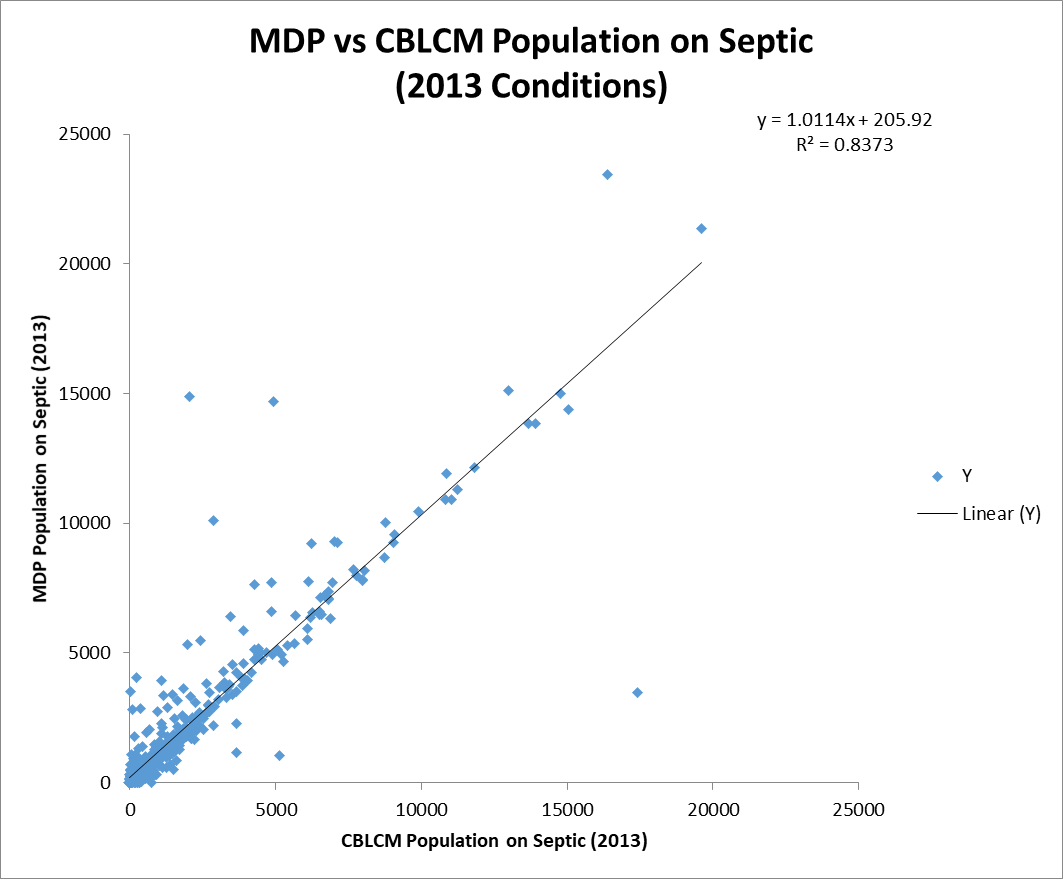 MDP vs CBLCM Population on Septic
(2013 Conditions)
y = 1.0114x + 205.92
R² = 0.8373
25000
20000
15000
10000
5000
0
MDP Population on Septic (2013)
0
5000
10000
15000
20000
25000
CBLCM Population on Septic (2013)
Y
Linear (Y)